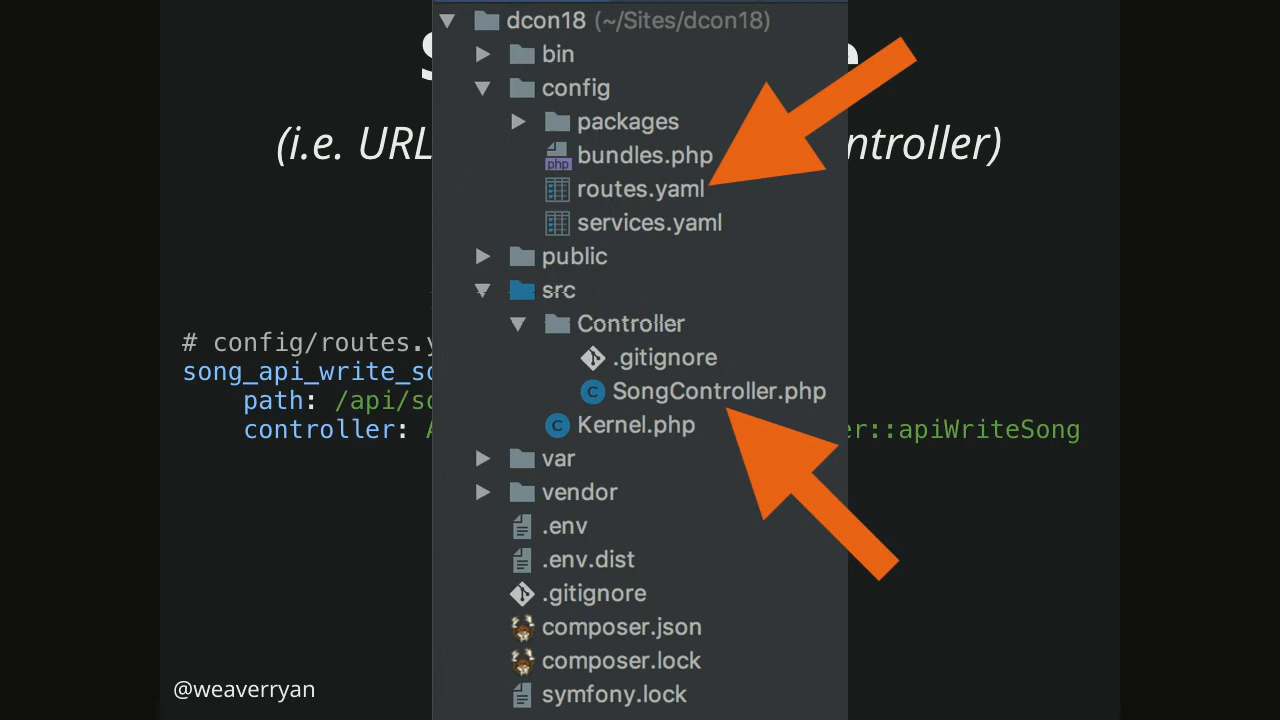 dcon18 (~/Sites/dcon18)
bin
config
(i.e. URL ntroller)
packages
bundles.php
routes.yaml
services.yaml
public
src
Controller
# config/routes.
.gitignore
song_api_write_so
SongController.php
path: /api/so
Kernel.php
controller: er::apiWriteSong
var
vendor
.env
.env.dist
.gitignore
composer.json
composer.lock
@weaverryan
symfony.lock